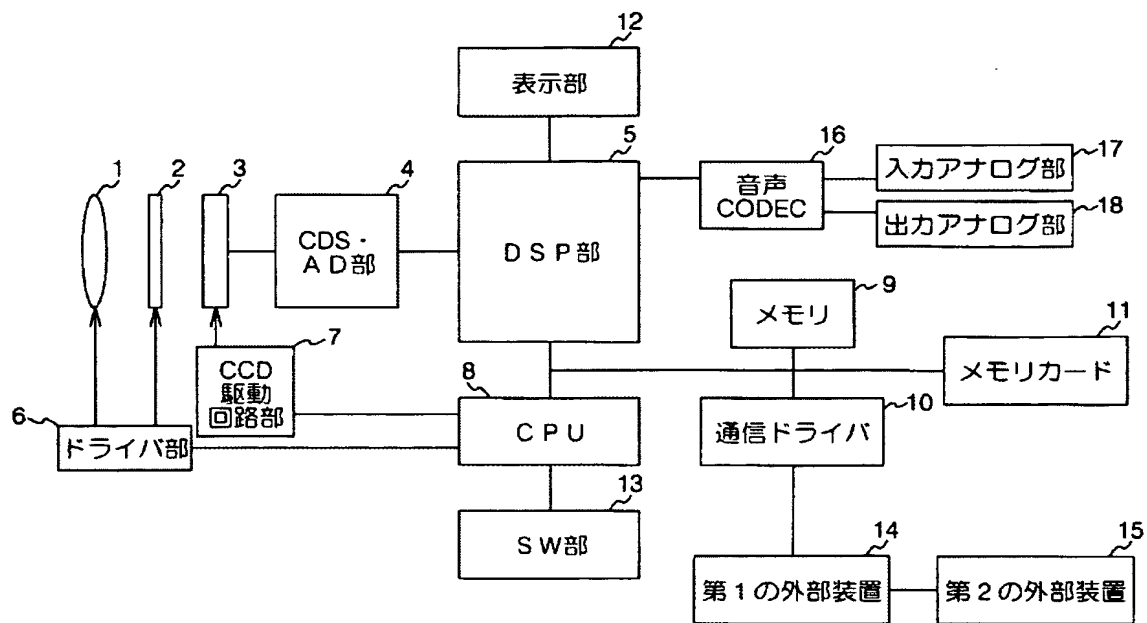 12
表示部
5
16
17
入力アナログ部
音声
CODEC
18
出力アナログ部
1
2
3
4
CDS・
AD部
DSP部
9
メモリ
11
メモリカード
7
CCD
駆動
回路部
8
CPU
10
通信ドライバ
6
ドライバ部
13
SW部
14
第1の外部装置
15
第2の外部装置